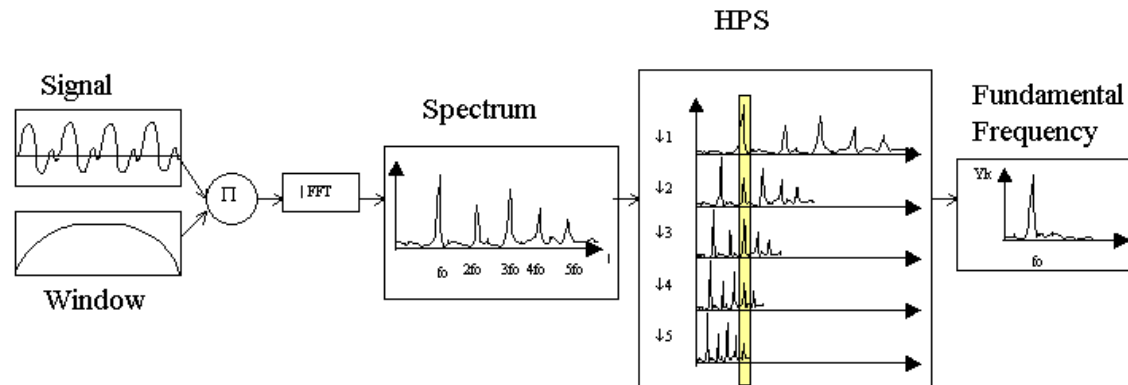 HPS
Signal
Spectrum
Fundamental
Frequency
↓1
↓2
↓3
↓4
↓5
Π
| FFT
Yk
fo 2fo 3fo 4fo 5fo
fo
Window